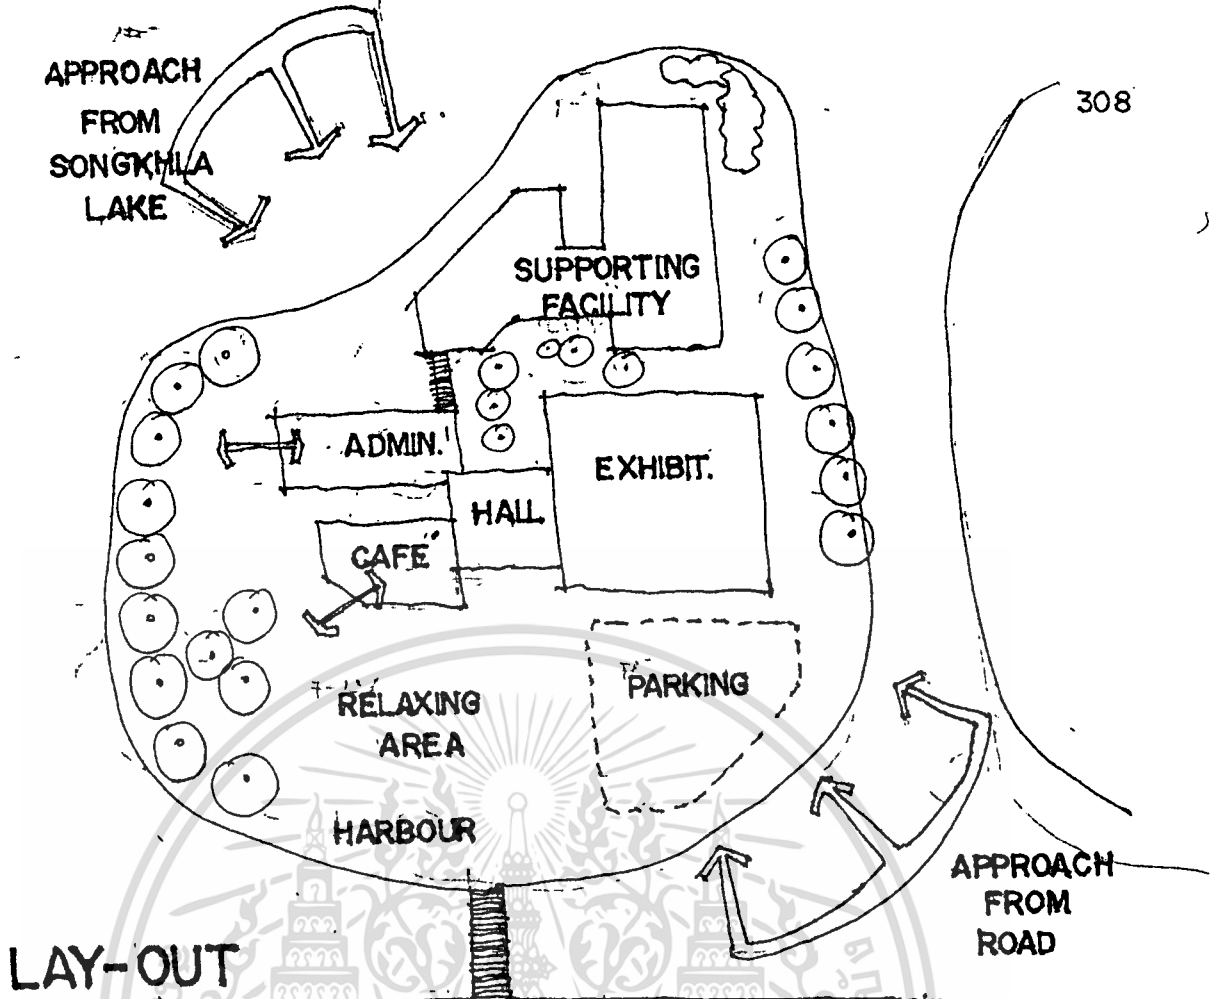 APPROACH
FROM
SONGKHLA
LAKE
308
SUPPORTING
FACILITY
ADMIN.
EXHIBIT.
HALL
CAFE
PARKING
RELAXING
AREA
HARBOUR
APPROACH
FROM
ROAD
LAY-OUT